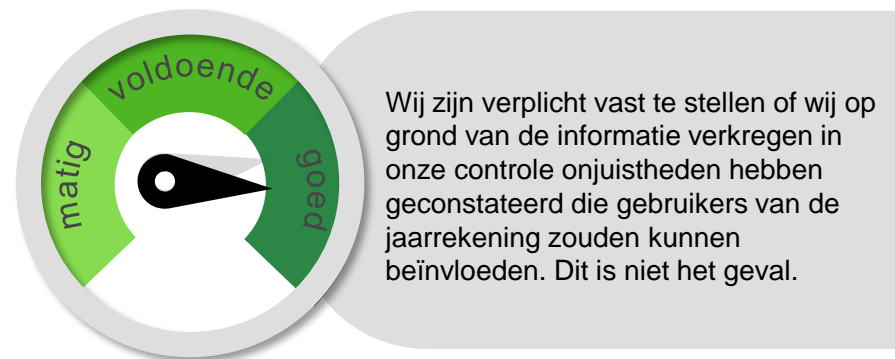 matig
voldoende
goed
Wij zijn verplicht vast te stellen of wij op
grond van de informatie verkregen in
onze controle onjuistheden hebben
geconstateerd die gebruikers van de
jaarrekening zouden kunnen
beïnvloeden. Dit is niet het geval.